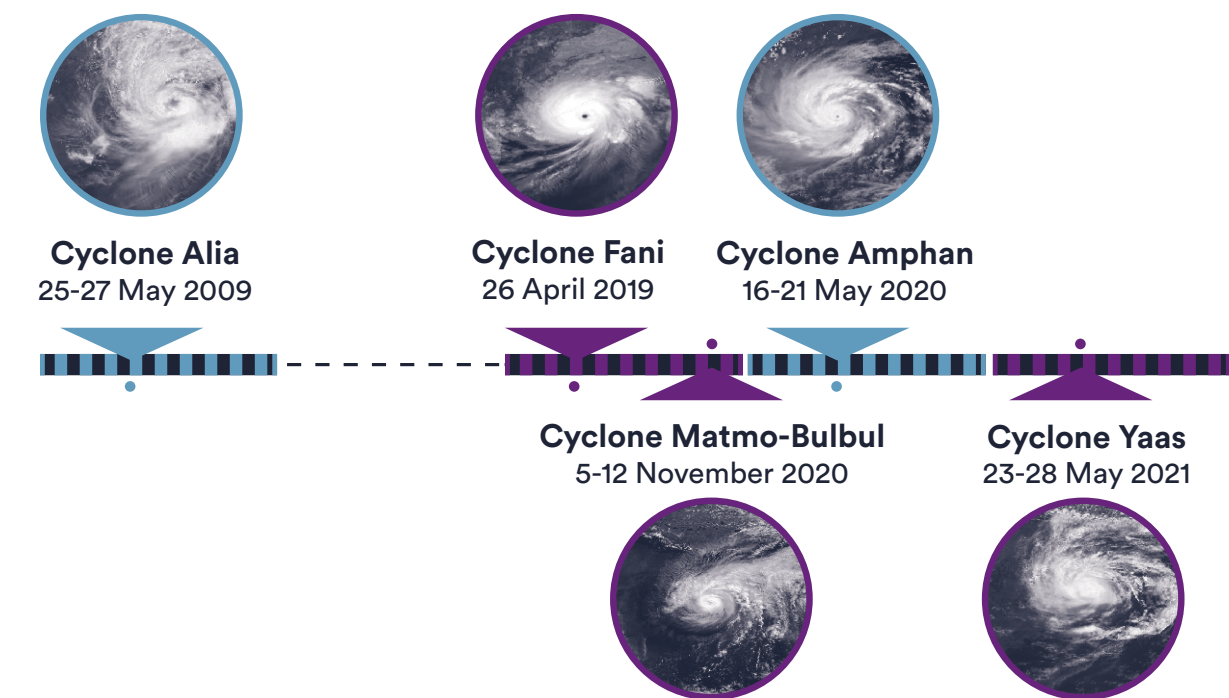 Cyclone Alia
25-27 May 2009
Cyclone Fani
26 April 2019
Cyclone Amphan
16-21 May 2020
Cyclone Matmo-Bulbul
5-12 November 2020
Cyclone Yaas
23-28 May 2021